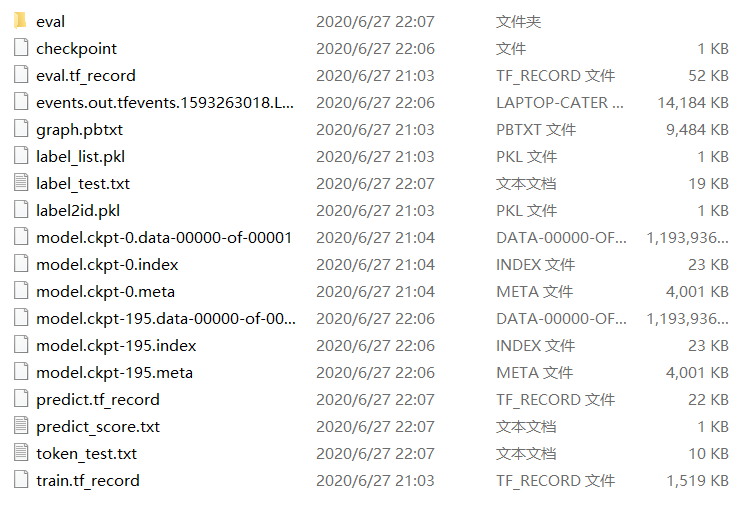 eval 2020/6/27 22:07 文件夹
checkpoint 2020/6/27 22:06 文件 1 KB
eval.tf_record 2020/6/27 21:03 TF_RECORD 文件 52 KB
events.out.tfevents.1593263018.L... 2020/6/27 22:06 LAPTOP-CATER ... 14,184 KB
graph.pbtxt 2020/6/27 21:03 PBTXT 文件 9,484 KB
label_list.pkl 2020/6/27 21:03 PKL 文件 1 KB
label_test.txt 2020/6/27 22:07 文本文档 19 KB
label2id.pkl 2020/6/27 21:03 PKL 文件 1 KB
model.ckpt-0.data-00000-of-00001 2020/6/27 21:04 DATA-00000-OF... 1,193,936...
model.ckpt-0.index 2020/6/27 21:04 INDEX 文件 23 KB
model.ckpt-0.meta 2020/6/27 21:04 META 文件 4,001 KB
model.ckpt-195.data-00000-of-00... 2020/6/27 22:06 DATA-00000-OF... 1,193,936...
model.ckpt-195.index 2020/6/27 22:06 INDEX 文件 23 KB
model.ckpt-195.meta 2020/6/27 22:06 META 文件 4,001 KB
predict.tf_record 2020/6/27 22:07 TF_RECORD 文件 22 KB
predict_score.txt 2020/6/27 22:07 文本文档 1 KB
token_test.txt 2020/6/27 22:07 文本文档 10 KB
train.tf_record 2020/6/27 21:03 TF_RECORD 文件 1,519 KB